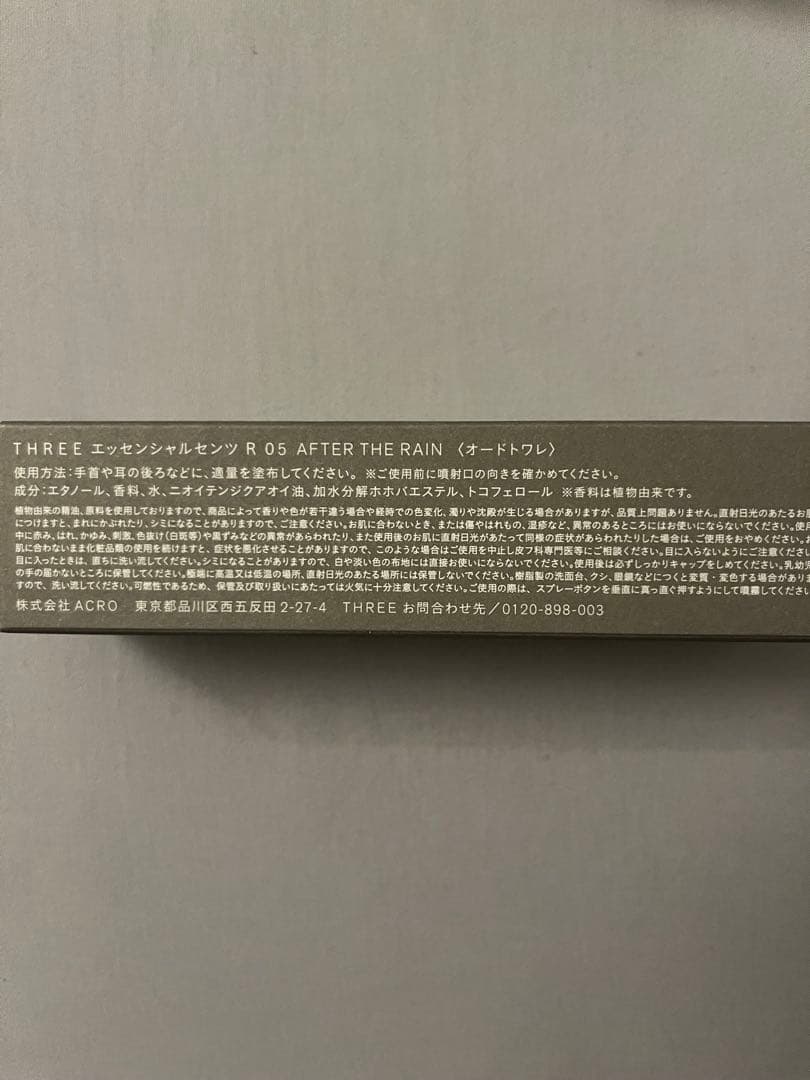 THREE エッセンシャルセンツ R 05 AFTER THE RAIN 〈オードトワレ〉
使用方法：手首や耳の後ろなどに、適量を塗布してください。 ※ご使用前に噴射口の向きを確かめてください。
成分：エタノール、香料、水、ニオイテンジクアオイ油、加水分解ホホバエステル、トコフェロール ※香料は植物由来です。
植物由来の精油、原料を使用しておりますので、商品によって香りや色が若干違う場合や経時での色変化、濁りや沈殿が生じる場合がありますが、品質上問題ありません。直射日光のあたるお肌
につけますと、まれにかぶれたり、シミになることがありますので、ご注意ください。お肌に合わないとき、または傷やはれもの、湿疹など、異常のあるところにはお使いにならないでください。使用
中に赤み、はれ、かゆみ、刺激、色抜け(白斑等)や黒ずみなどの異常があらわれたり、また使用後のお肌に直射日光があたって同様の症状があらわれたりした場合は、ご使用をおやめください。お
肌に合わないまま化粧品類の使用を続けますと、症状を悪化させることがありますので、このような場合はご使用を中止し皮フ科専門医等にご相談ください。目に入らないようにご注意くださ
目に入ったときは、直ちに洗い流してください。シミになることがありますので、白や淡い色の布地には直接お使いにならないでください。使用後は必ずしっかりキャップをしめてください。乳幼児
の手の届かないところに保管してください。極端に高温又は低温の場所、直射日光のあたる場所には保管しないでください。樹脂製の洗面台、クシ、眼鏡などにつくと変質・変色する場合がありま
すので、洗い流してください。可燃性であるため、保管及び取り扱いにあたっては火気に十分注意してください。ご使用の際は、スプレーボタンを垂直に真っ直ぐ押すようにして噴霧してください
株式会社ACRO 東京都品川区西五反田2-27-4 THREE お問合わせ先／0120-898-003